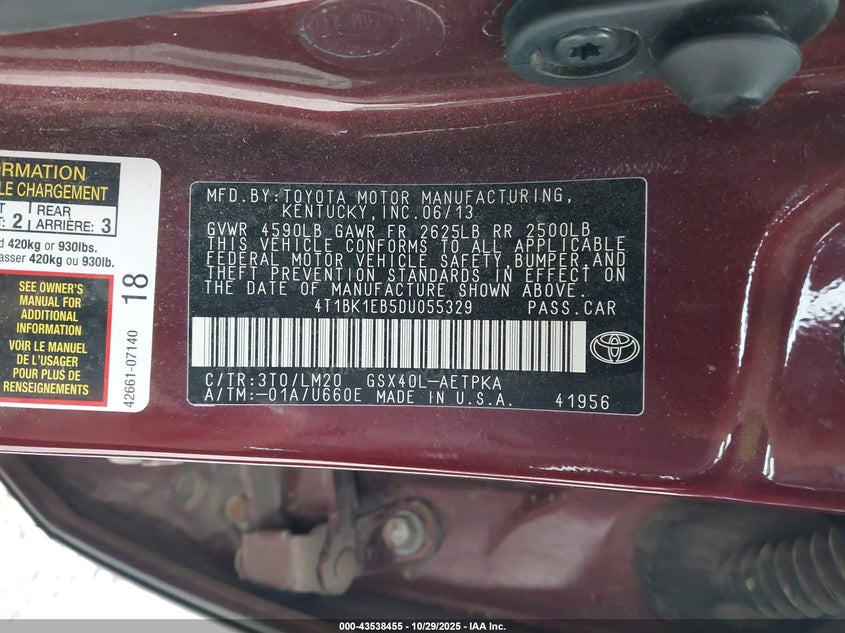 ORMATION
LE CHARGEMENT
2
REAR
ARRIÈRE: 3
420kg or 930lbs.
asser 420kg ou 930lb.
SEE OWNER'S
MANUAL FOR
ADDITIONAL
INFORMATION
VOIR LE MANUEL
DE L'USAGER
POUR PLUS DE
RENSEIGNEMENTS
18
42661-07140
MFD.BY:TOYOTA MOTOR MANUFACTURING,
KENTUCKY,INC.06/13
GVWR 4590LB GAWR FR 2625LB RR 2500LB
THIS VEHICLE CONFORMS TO ALL APPLICABLE
FEDERAL MOTOR VEHICLE SAFETY,BUMPER,AND
THEFT PREVENTION STANDARDS IN EFFECT ON
THE DATE OF MANUFACTURE SHOWN ABOVE.
4T1BK1EB5DU055329 PASS.CAR
C/TR:3T0/LM20 GSX40L-AETPKA
A/TM:-01A/U660E MADE IN U.S.A. 41956
000-43538455 - 10/29/2025 - IAA Inc.